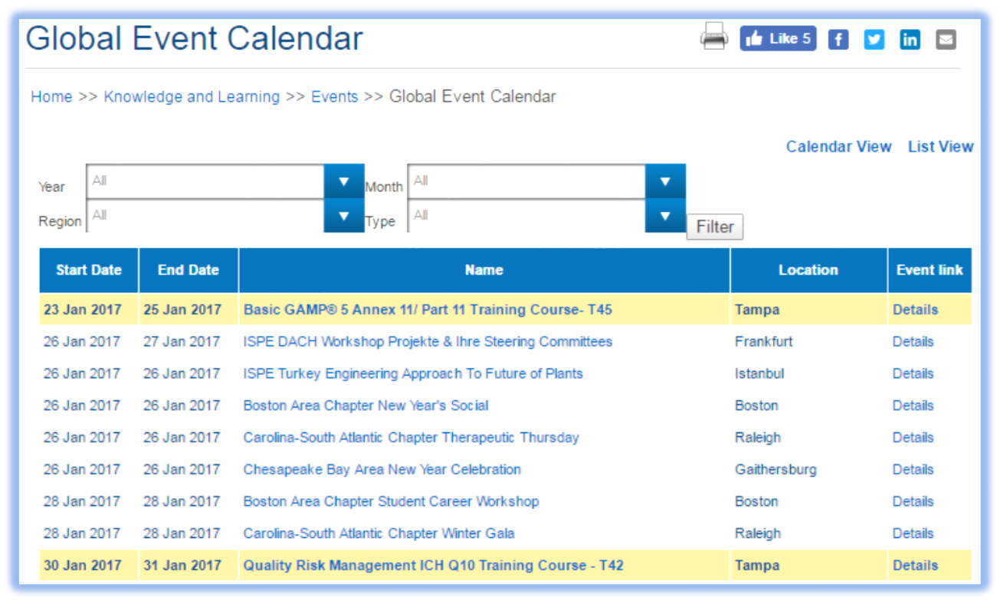 Global Event Calendar
Like 5
Home >> Knowledge and Learning >> Events >> Global Event Calendar
Calendar View List View
Year All Month All
Region All Type All Filter
Start Date End Date Name Location Event link
23 Jan 2017 25 Jan 2017 Basic GAMP® 5 Annex 11/ Part 11 Training Course- T45 Tampa Details
26 Jan 2017 27 Jan 2017 ISPE DACH Workshop Projekte & Ihre Steering Committees Frankfurt Details
26 Jan 2017 26 Jan 2017 ISPE Turkey Engineering Approach To Future of Plants Istanbul Details
26 Jan 2017 26 Jan 2017 Boston Area Chapter New Year's Social Boston Details
26 Jan 2017 26 Jan 2017 Carolina-South Atlantic Chapter Therapeutic Thursday Raleigh Details
26 Jan 2017 26 Jan 2017 Chesapeake Bay Area New Year Celebration Gaithersburg Details
28 Jan 2017 28 Jan 2017 Boston Area Chapter Student Career Workshop Boston Details
28 Jan 2017 28 Jan 2017 Carolina-South Atlantic Chapter Winter Gala Raleigh Details
30 Jan 2017 31 Jan 2017 Quality Risk Management ICH Q10 Training Course - T42 Tampa Details